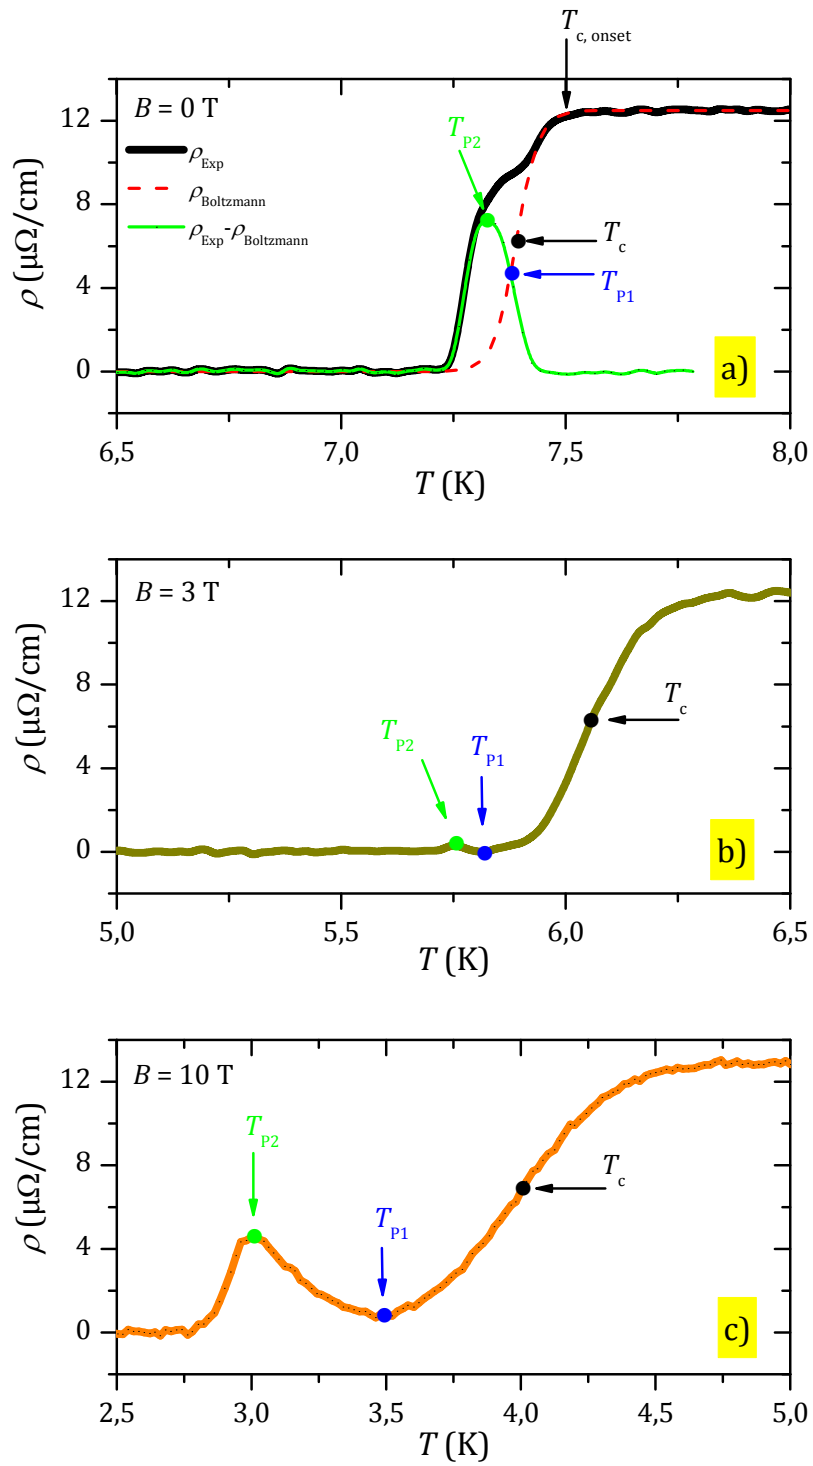 T c, onset
B = 0 T
12
T P2
ρ Exp
ρ Boltzmann
8
ρ Exp-ρ Boltzmann
T c
T P1
4
0
ρ (μΩ/cm)
a)
6,5 7,0 7,5 8,0
T (K)
B = 3 T
12
8
T c
T P2
T P1
4
0
ρ (μΩ/cm)
b)
5,0 5,5 6,0 6,5
T (K)
B = 10 T
12
T P2
8
T c
T P1
4
0
ρ (μΩ/cm)
c)
2,5 3,0 3,5 4,0 4,5 5,0
T (K)